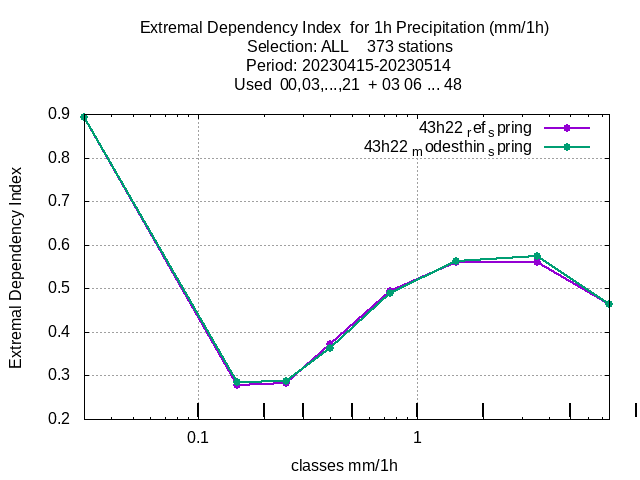 Extremal Dependency Index  for 1h Precipitation (mm/1h)
Selection: ALL    373 stations
Period: 20230415-20230514
Used  00,03,...,21  + 03 06 ... 48
43h22 ref spring
43h22 modesthin spring
0.9
0.8
0.7
0.6
0.5
0.4
0.3
0.2
Extremal Dependency Index
0.1 1
classes mm/1h